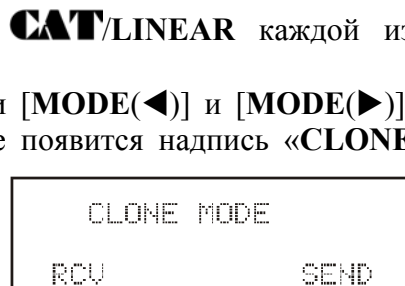 CAT/LINEAR каждой из
и [MODE(◀)] и [MODE(▶)]
е появится надпись «CLONE
CLONE MODE
RCV SEND